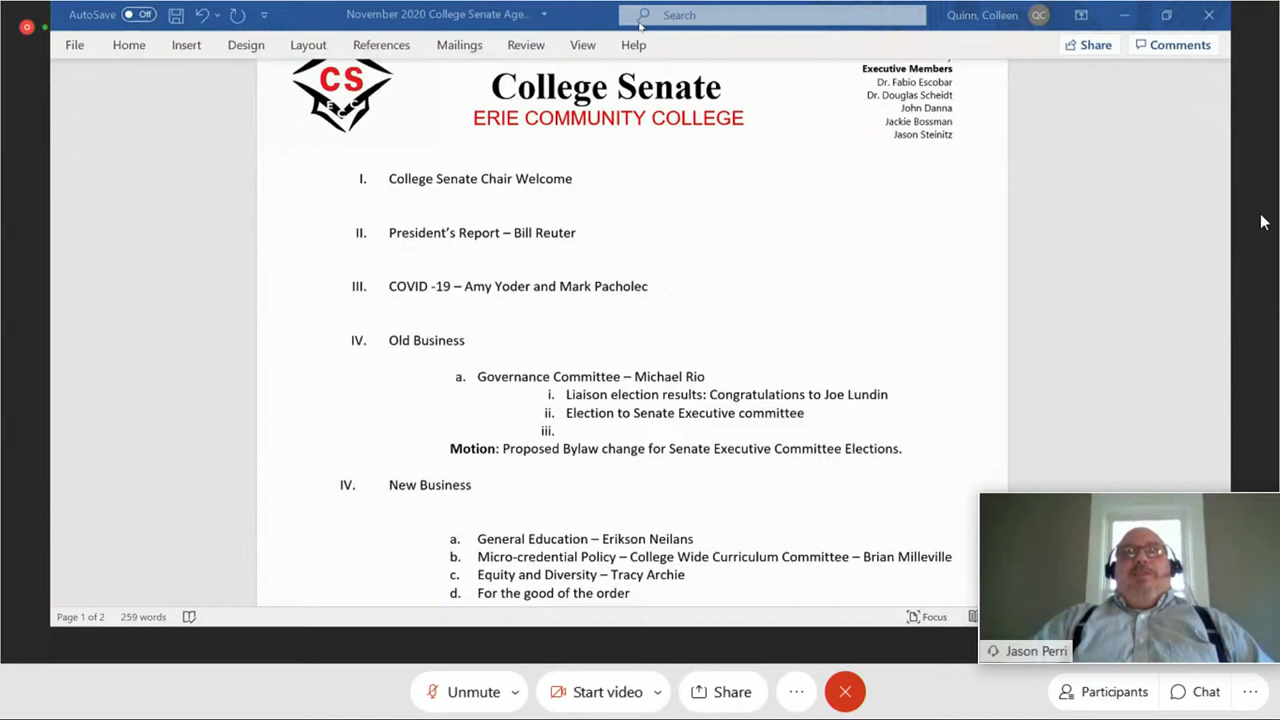 AutoSave Off November 2020 College Senate Age... Search Quinn, Colleen QC
File Home Insert Design Layout References Mailings Review View Help Share Comments
CS
ECC
College Senate
ERIE COMMUNITY COLLEGE
Executive Members
Dr. Fabio Escobar
Dr. Douglas Scheidt
John Danna
Jackie Bossman
Jason Steinitz
I. College Senate Chair Welcome
II. President's Report – Bill Reuter
III. COVID -19 – Amy Yoder and Mark Pacholec
IV. Old Business
a. Governance Committee – Michael Rio
i. Liaison election results: Congratulations to Joe Lundin
ii. Election to Senate Executive committee
iii.
Motion: Proposed Bylaw change for Senate Executive Committee Elections.
IV. New Business
a. General Education – Erikson Neilans
b. Micro-credential Policy – College Wide Curriculum Committee – Brian Milleville
c. Equity and Diversity – Tracy Archie
d. For the good of the order
Page 1 of 2 259 words Focus
Jason Perri
Unmute Start video Share Participants Chat